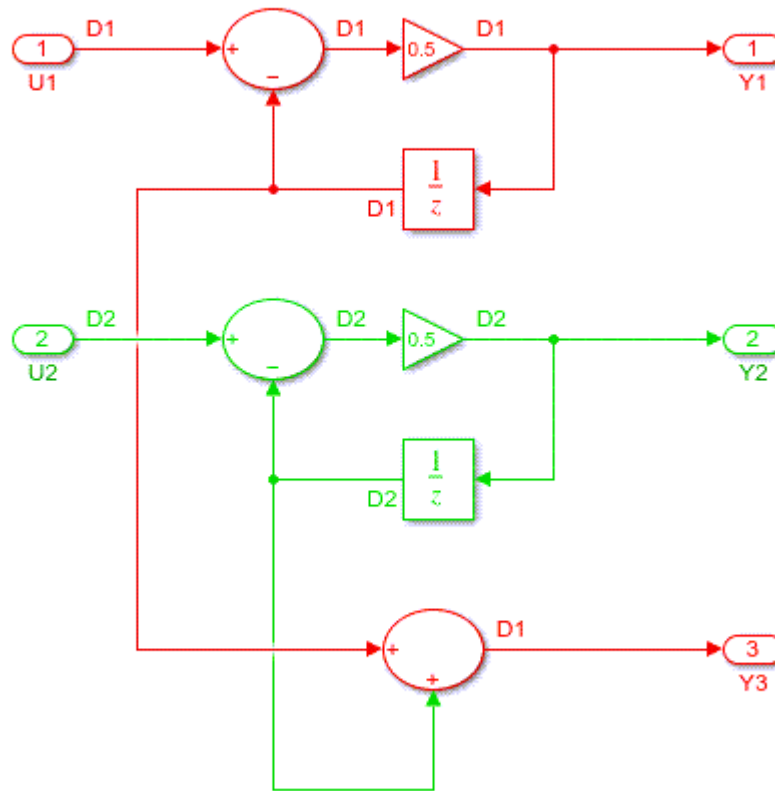 D1 D1 D1
1 + 0.5 1
U1 − Y1
1
z
D1
D2 D2 D2
2 + 0.5 2
U2 − Y2
1
z
D2
D1
+ 3
+ Y3